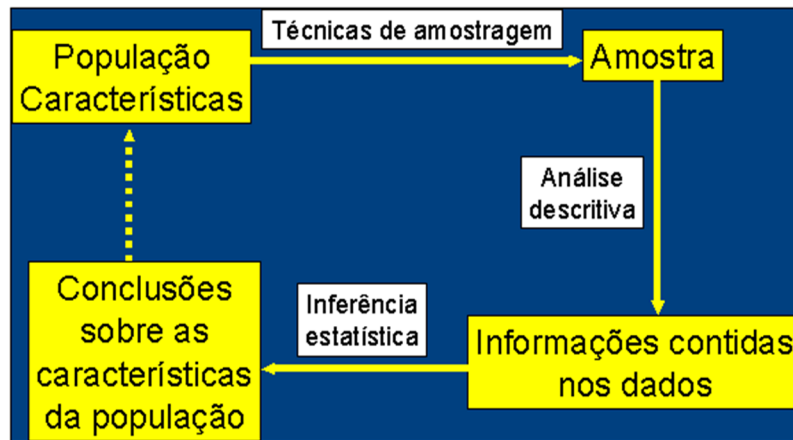 Técnicas de amostragem
População
Características
Amostra
Análise
descritiva
Informações contidas
nos dados
Inferência
estatística
Conclusões
sobre as
características
da população